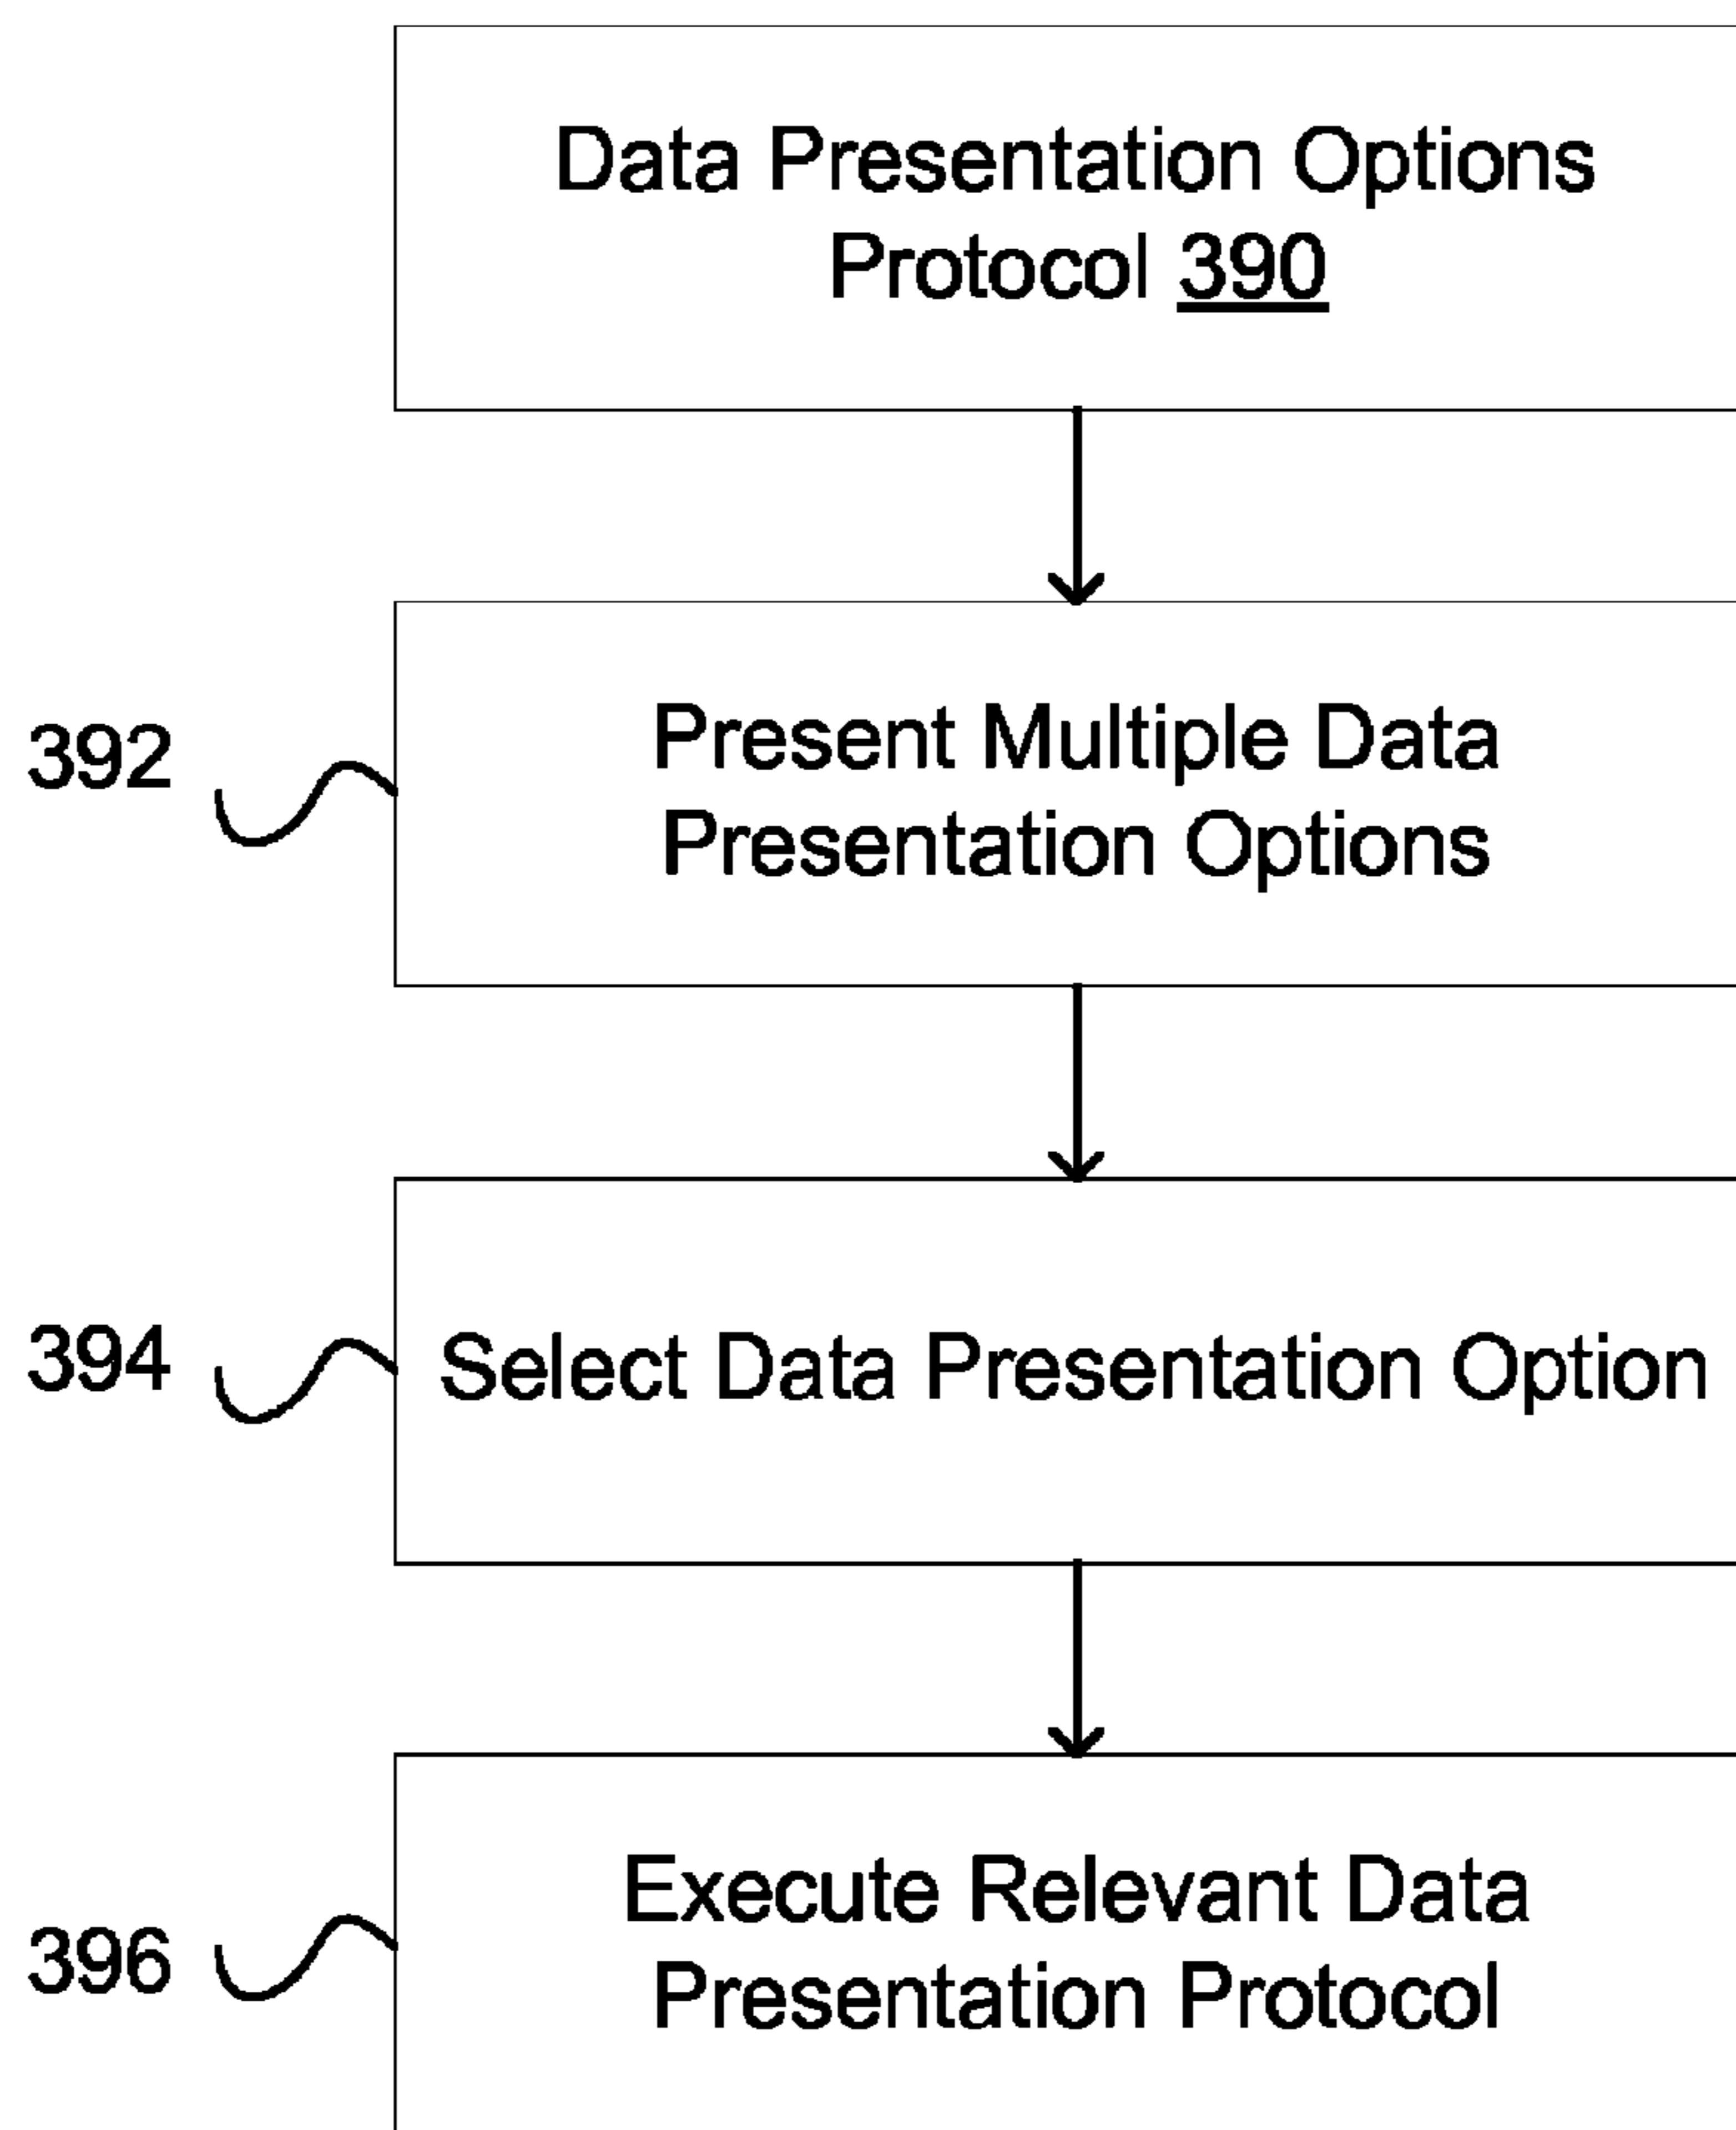 Data Presentation Options
Protocol 390
392
Present Multiple Data
Presentation Options
394
Select Data Presentation Option
396
Execute Relevant Data
Presentation Protocol